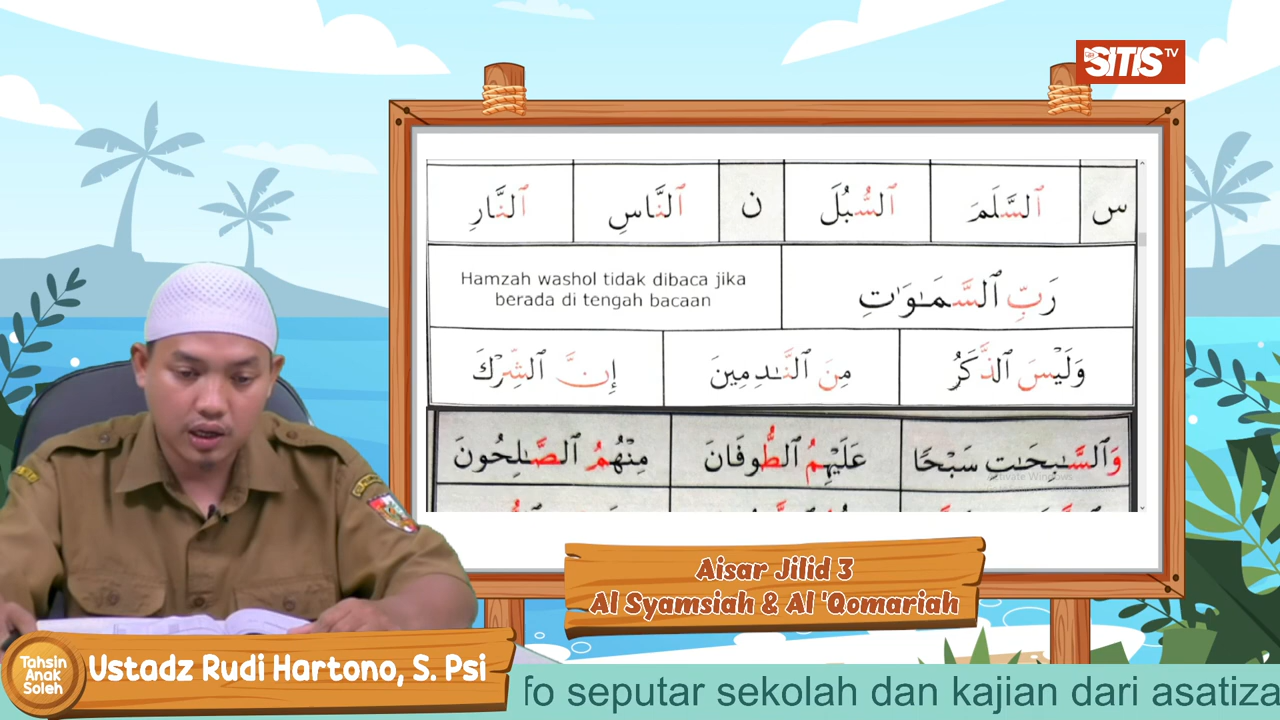 SITIS TV
س ٱلسَّلَمَ ٱلسُّبُلَ ن ٱلنَّاسِ ٱلنَّارِ
رَبِّ ٱلسَّمَـٰوَٰتِ
Hamzah washol tidak dibaca jika
berada di tengah bacaan
وَلَيْسَ ٱلذَّكَرُ مِنَ ٱلنَّـٰدِمِينَ إِنَّ ٱلشِّرْكَ
وَٱلسَّـٰبِحَـٰتِ سَبْحًا عَلَيْهِمُ ٱلطُّوفَانَ مِنْهُمُ ٱلصَّـٰلِحُونَ
Activate Windows
Aisar Jilid 3
Al Syamsiah & Al 'Qomariah
Tahsin
Anak
Soleh
Ustadz Rudi Hartono, S. Psi
fo seputar sekolah dan kajian dari asatiza